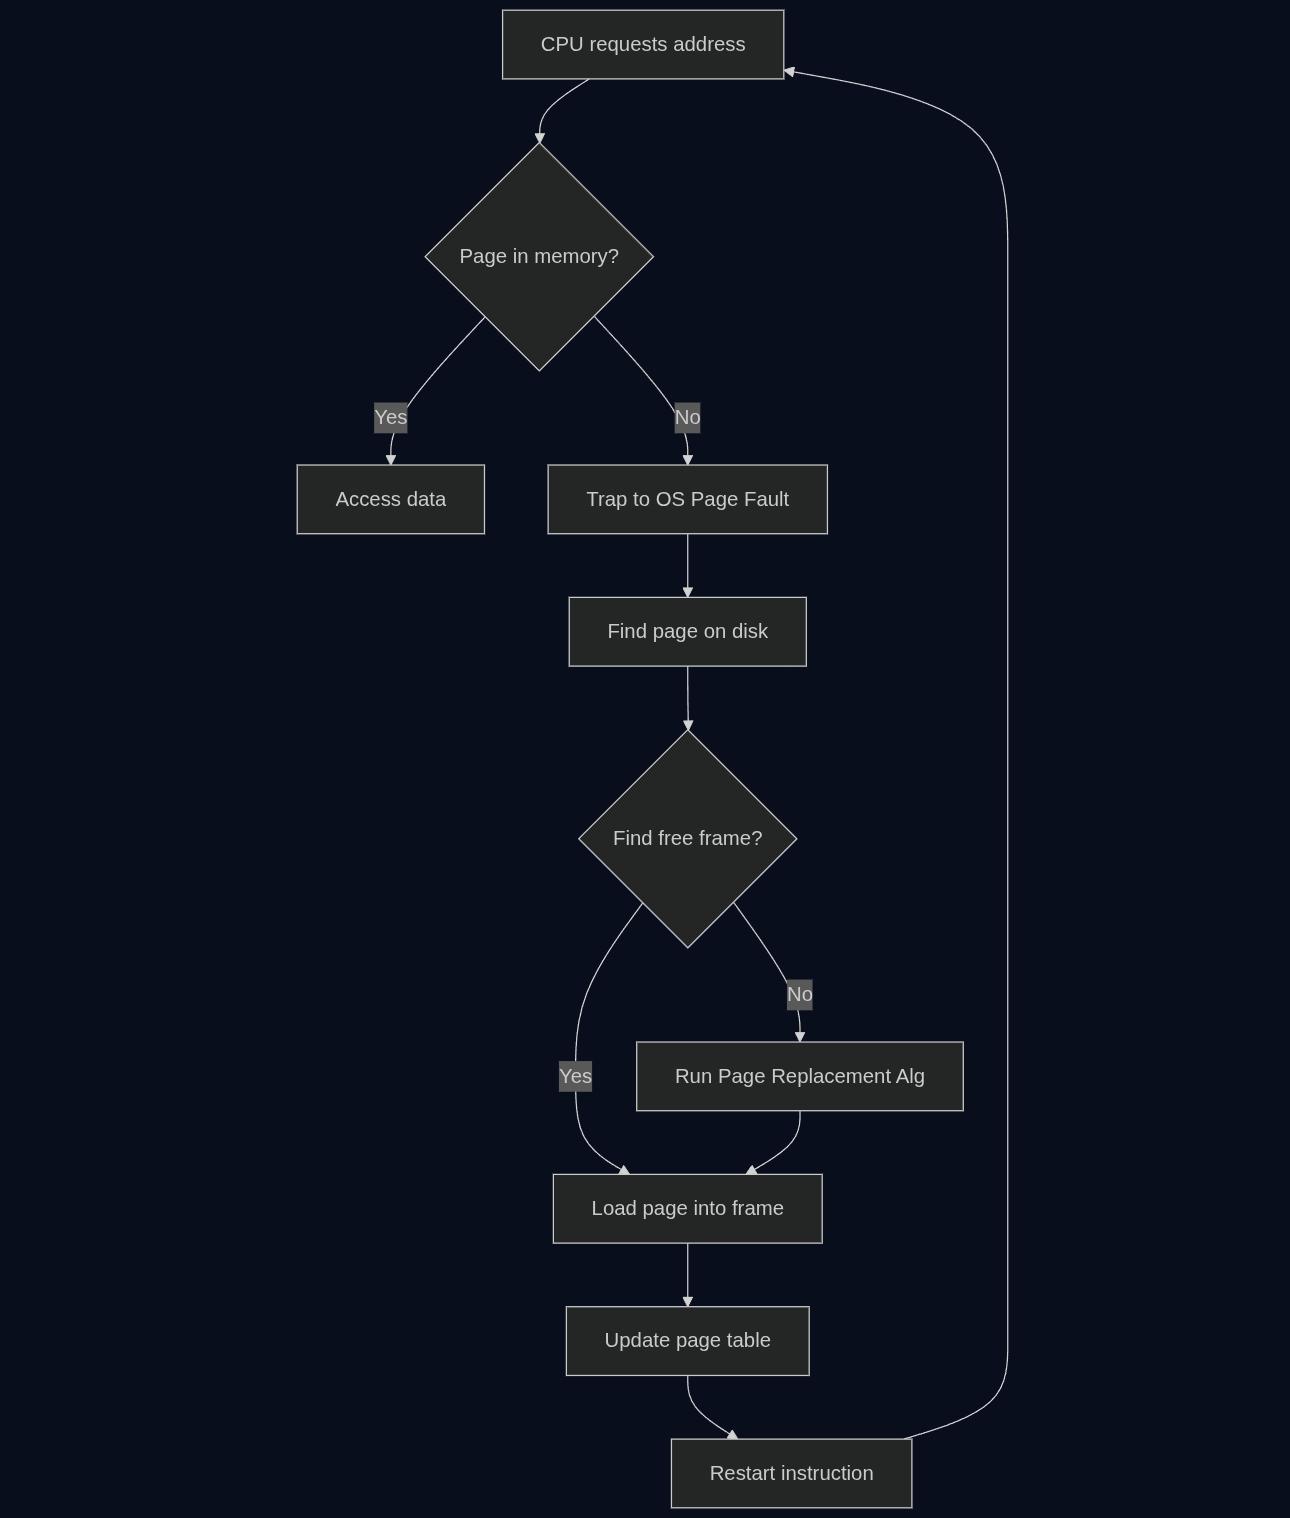 CPU requests address
Page in memory?
Yes
No
Access data
Trap to OS Page Fault
Find page on disk
Find free frame?
No
Yes
Run Page Replacement Alg
Load page into frame
Update page table
Restart instruction